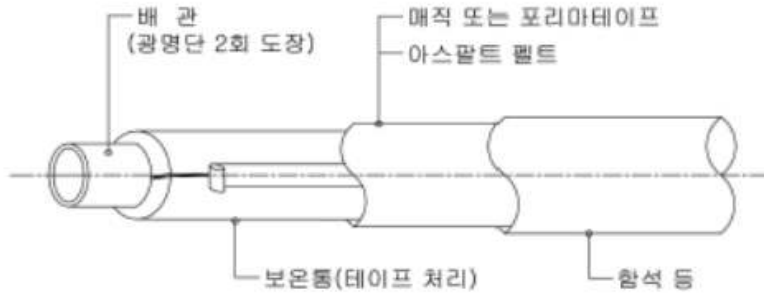 배 관
(광명단 2회 도장)
매직 또는 포리마테이프
아스팔트 펠트
보온통(테이프 처리)
함석 등